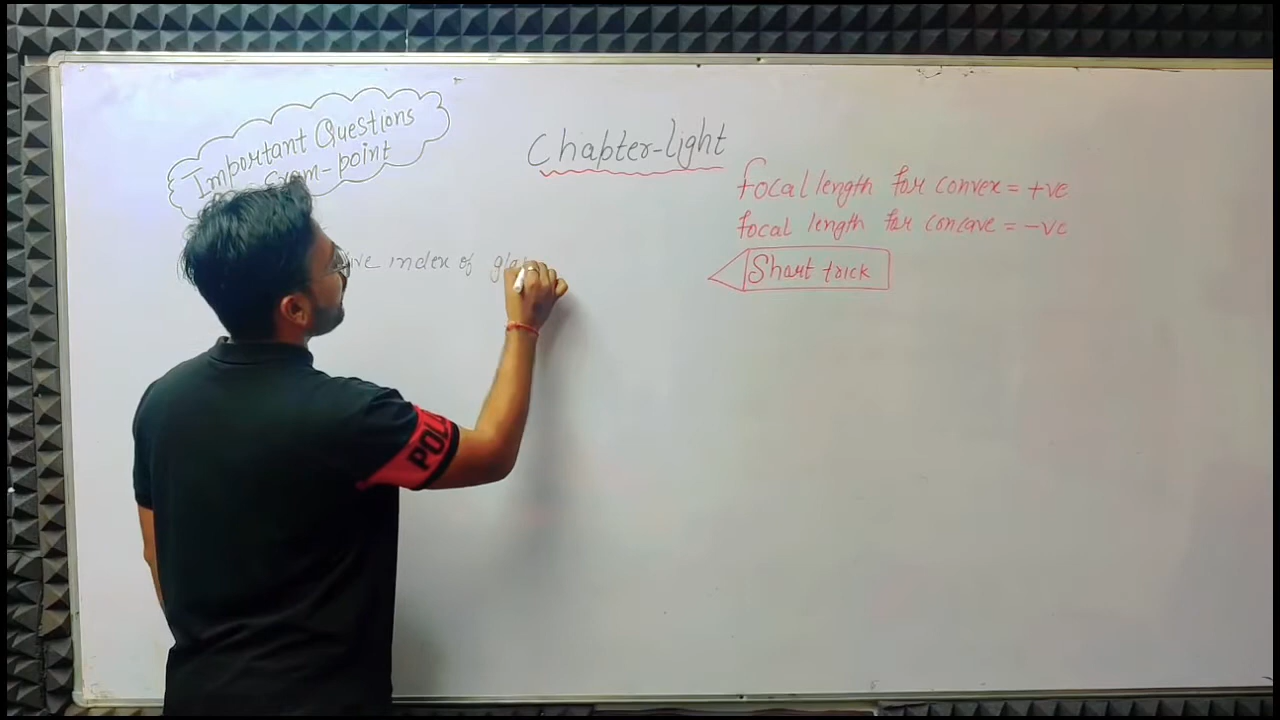 Important Questions
Exam-point
Chapter-light
focal length for convex = +ve
focal length for concave = -ve
Short trick
index of